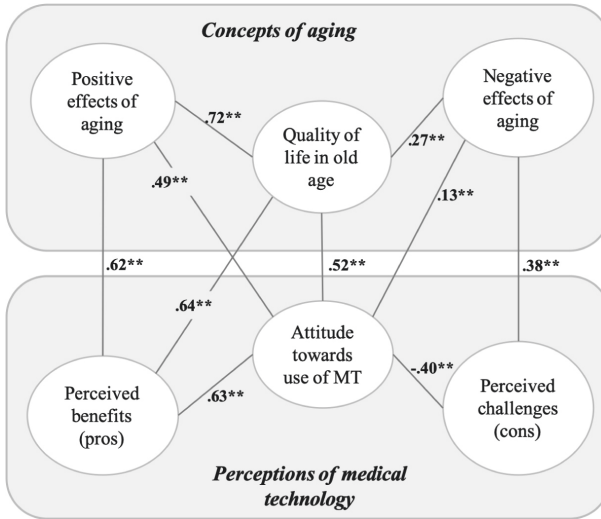 Concepts of aging
Positive
effects of
aging
Negative
effects of
aging
.72**
Quality of
life in old
age
.27**
.49**
.13**
.62**
.52**
.38**
.64**
Attitude
towards
use of MT
-.40**
Perceived
benefits
(pros)
.63**
Perceived
challenges
(cons)
Perceptions of medical
technology